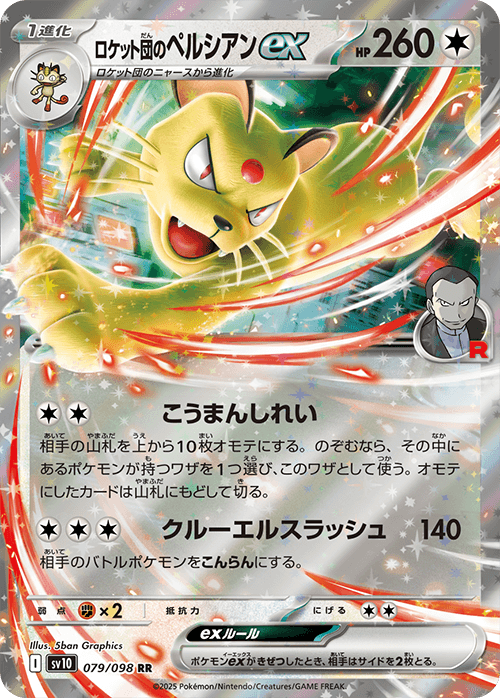 1進化 ロケット団のペルシアンex HP260
ロケット団のニャースから進化
R
こうまんしれい
相手の山札を上から10枚オモテにする。のぞむなら、その中に
あるポケモンが持つワザを1つ選び、このワザとして使う。オモテ
にしたカードは山札にもどして切る。
クルーエルスラッシュ 140
相手のバトルポケモンをこんらんにする。
弱点 ×2 抵抗力 にげる
Illus. 5ban Graphics
exルール
ポケモンexがきぜつしたとき、相手はサイドを2枚とる。
I sv10 079/098 RR
©2025 Pokémon/Nintendo/Creatures/GAME FREAK.